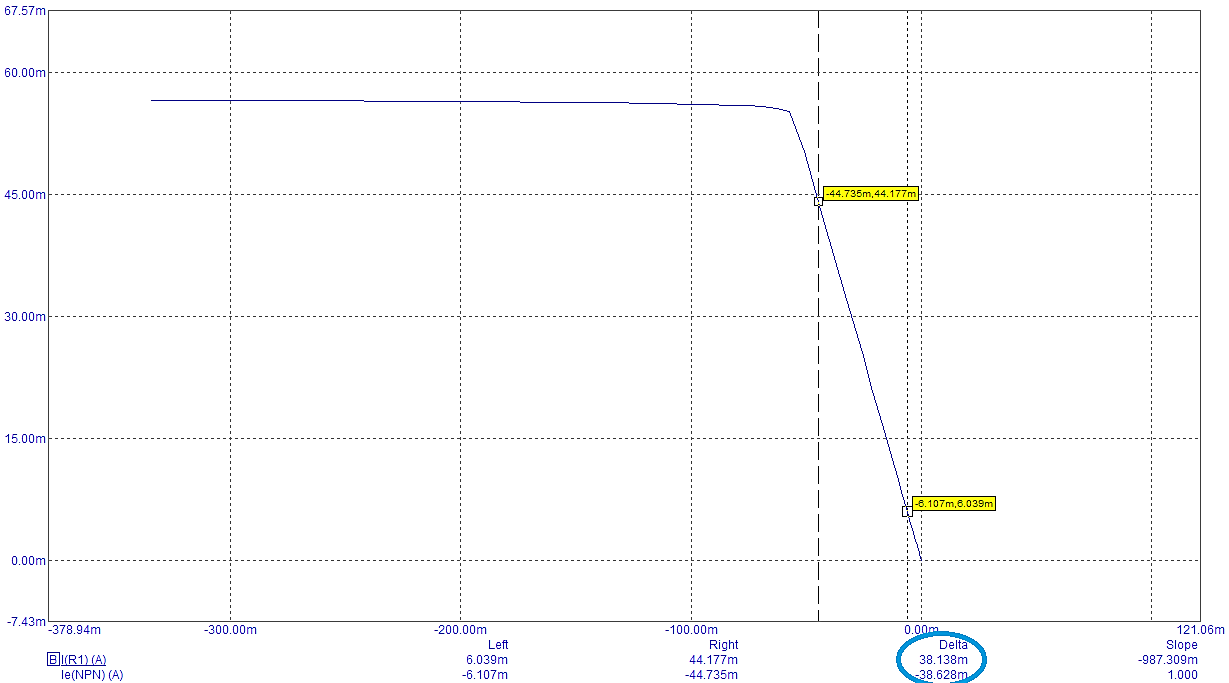 67.57m
60.00m
-44.735m,44.177m
45.00m
30.00m
15.00m
-6.107m,6.039m
0.00m
-7.43m
-378.94m -300.00m -200.00m -100.00m 0.00m 121.06m
Left Right Delta Slope
B I(R1) (A) 6.039m 44.177m 38.138m -987.309m
Ie(NPN) (A) -6.107m -44.735m -38.628m 1.000